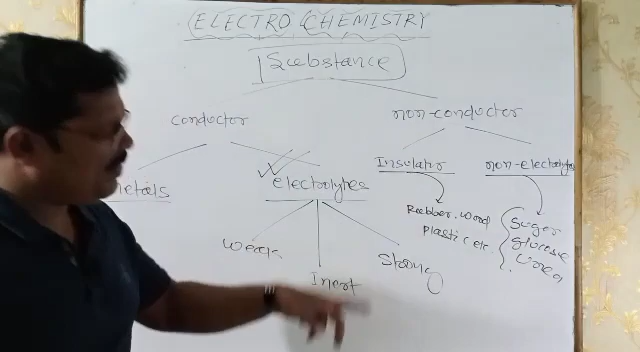 ELECTRO CHEMISTRY
Substance
conductor
non-conductor
metals
electrolytes
Insulator
non-electrolytes
Rubber, wood
Plastic etc.
Sugar
Glucose
Urea
Weak
Inert
Strong